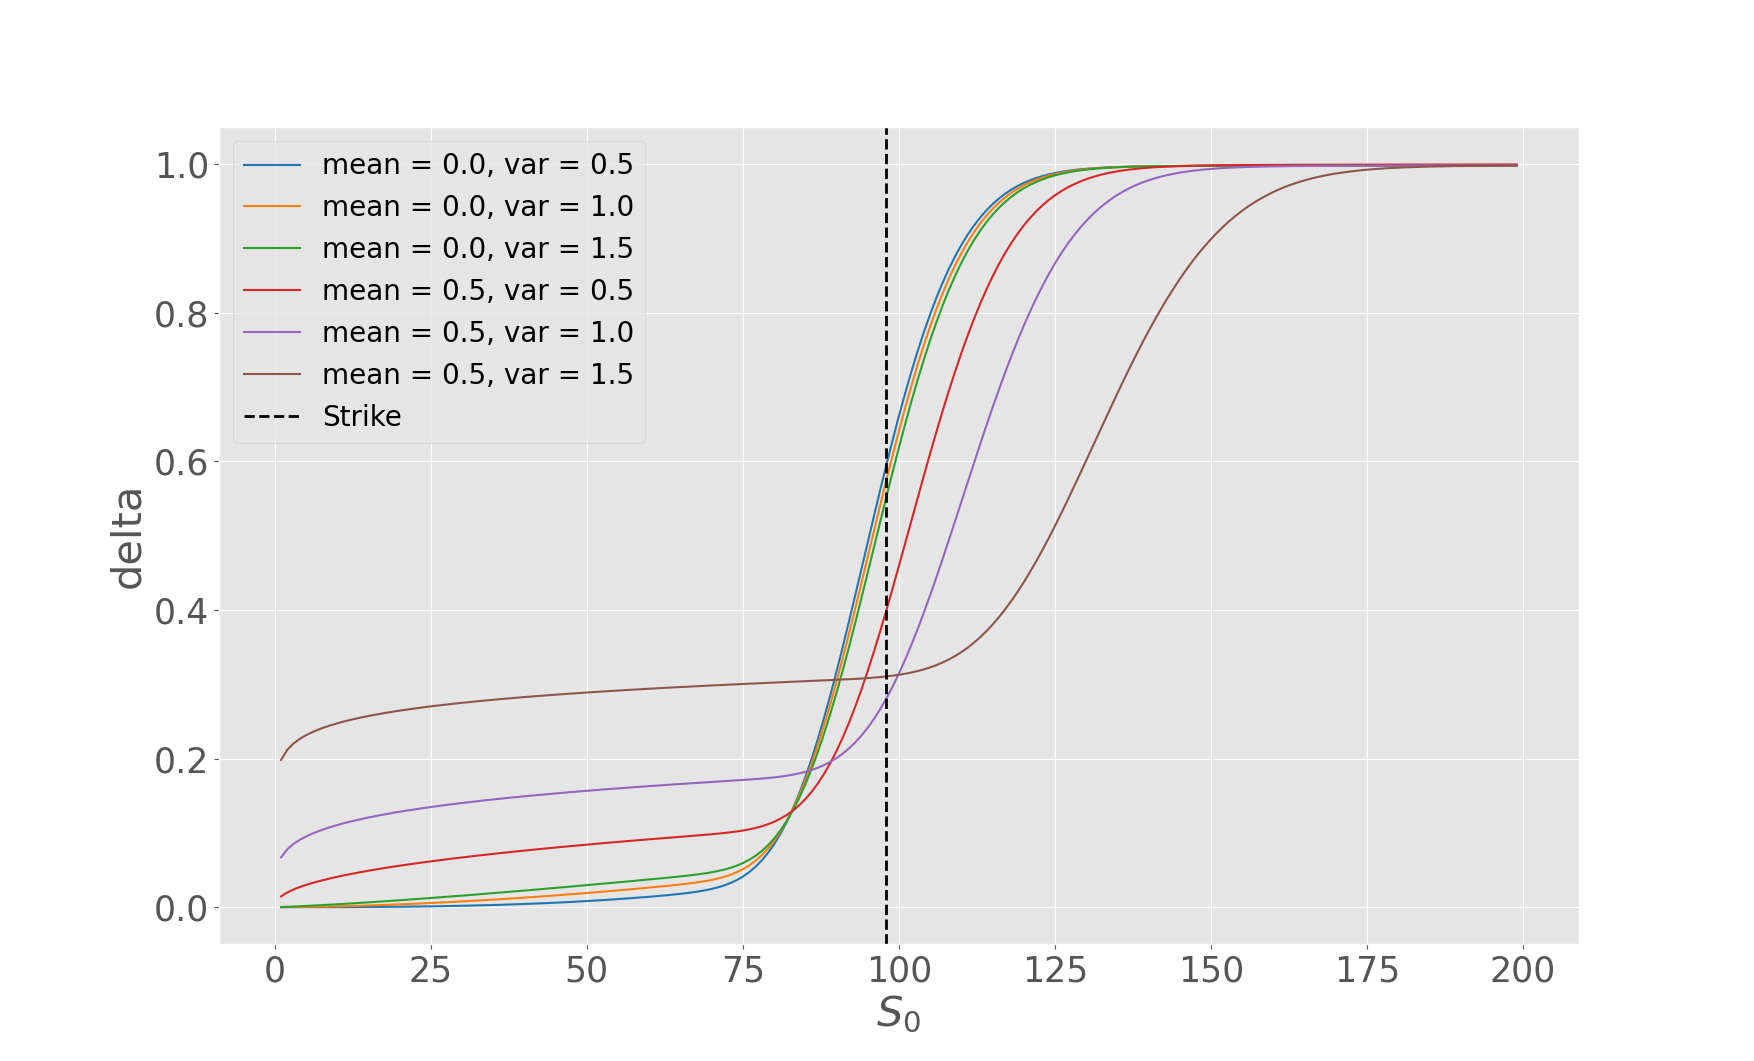 mean = 0.0, var = 0.5
mean = 0.0, var = 1.0
mean = 0.0, var = 1.5
mean = 0.5, var = 0.5
mean = 0.5, var = 1.0
mean = 0.5, var = 1.5
Strike
1.0
0.8
0.6
0.4
0.2
0.0
delta
0 25 50 75 100 125 150 175 200
S₀